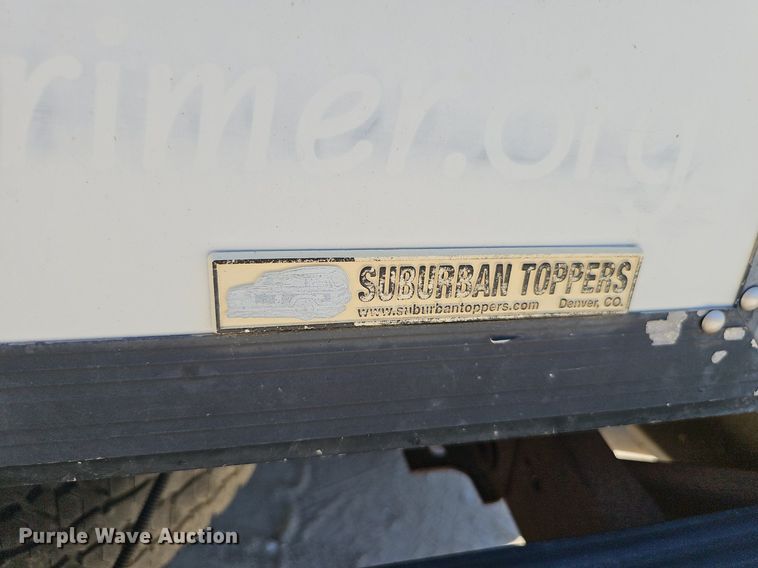 rimer.org
SUBURBAN TOPPERS
www.suburbantoppers.com Denver, CO.
Purple Wave Auction